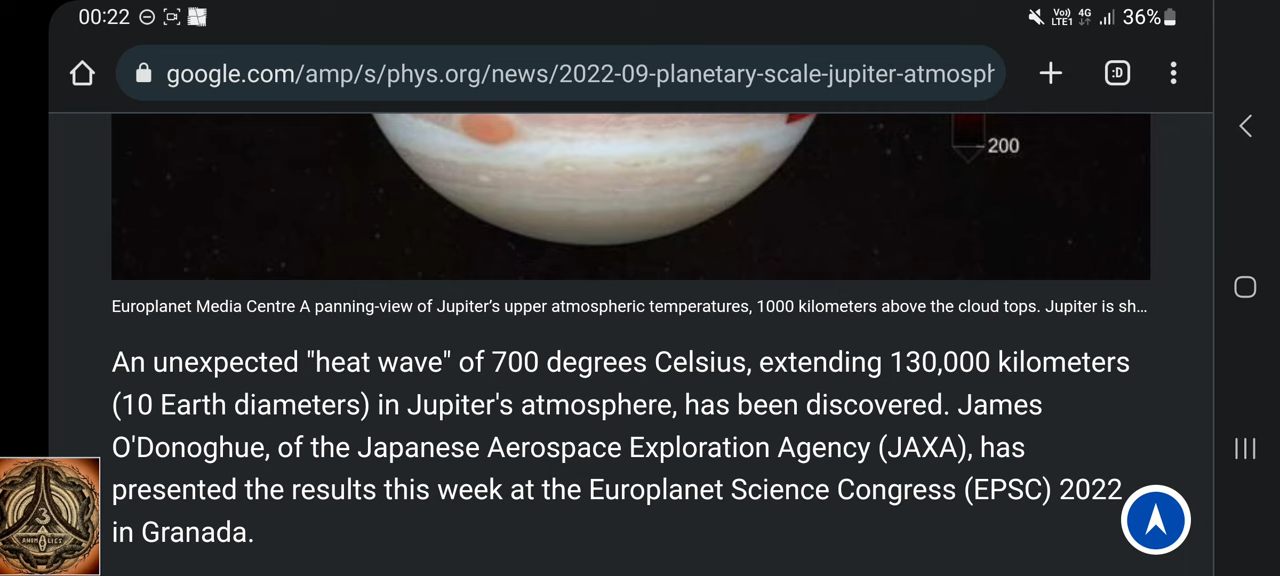 00:22
Vo)) 4G
LTE1
36%
google.com/amp/s/phys.org/news/2022-09-planetary-scale-jupiter-atmosph
:D
200
Europlanet Media Centre A panning-view of Jupiter's upper atmospheric temperatures, 1000 kilometers above the cloud tops. Jupiter is sh...
An unexpected "heat wave" of 700 degrees Celsius, extending 130,000 kilometers
(10 Earth diameters) in Jupiter's atmosphere, has been discovered. James
O'Donoghue, of the Japanese Aerospace Exploration Agency (JAXA), has
presented the results this week at the Europlanet Science Congress (EPSC) 2022
in Granada.
3